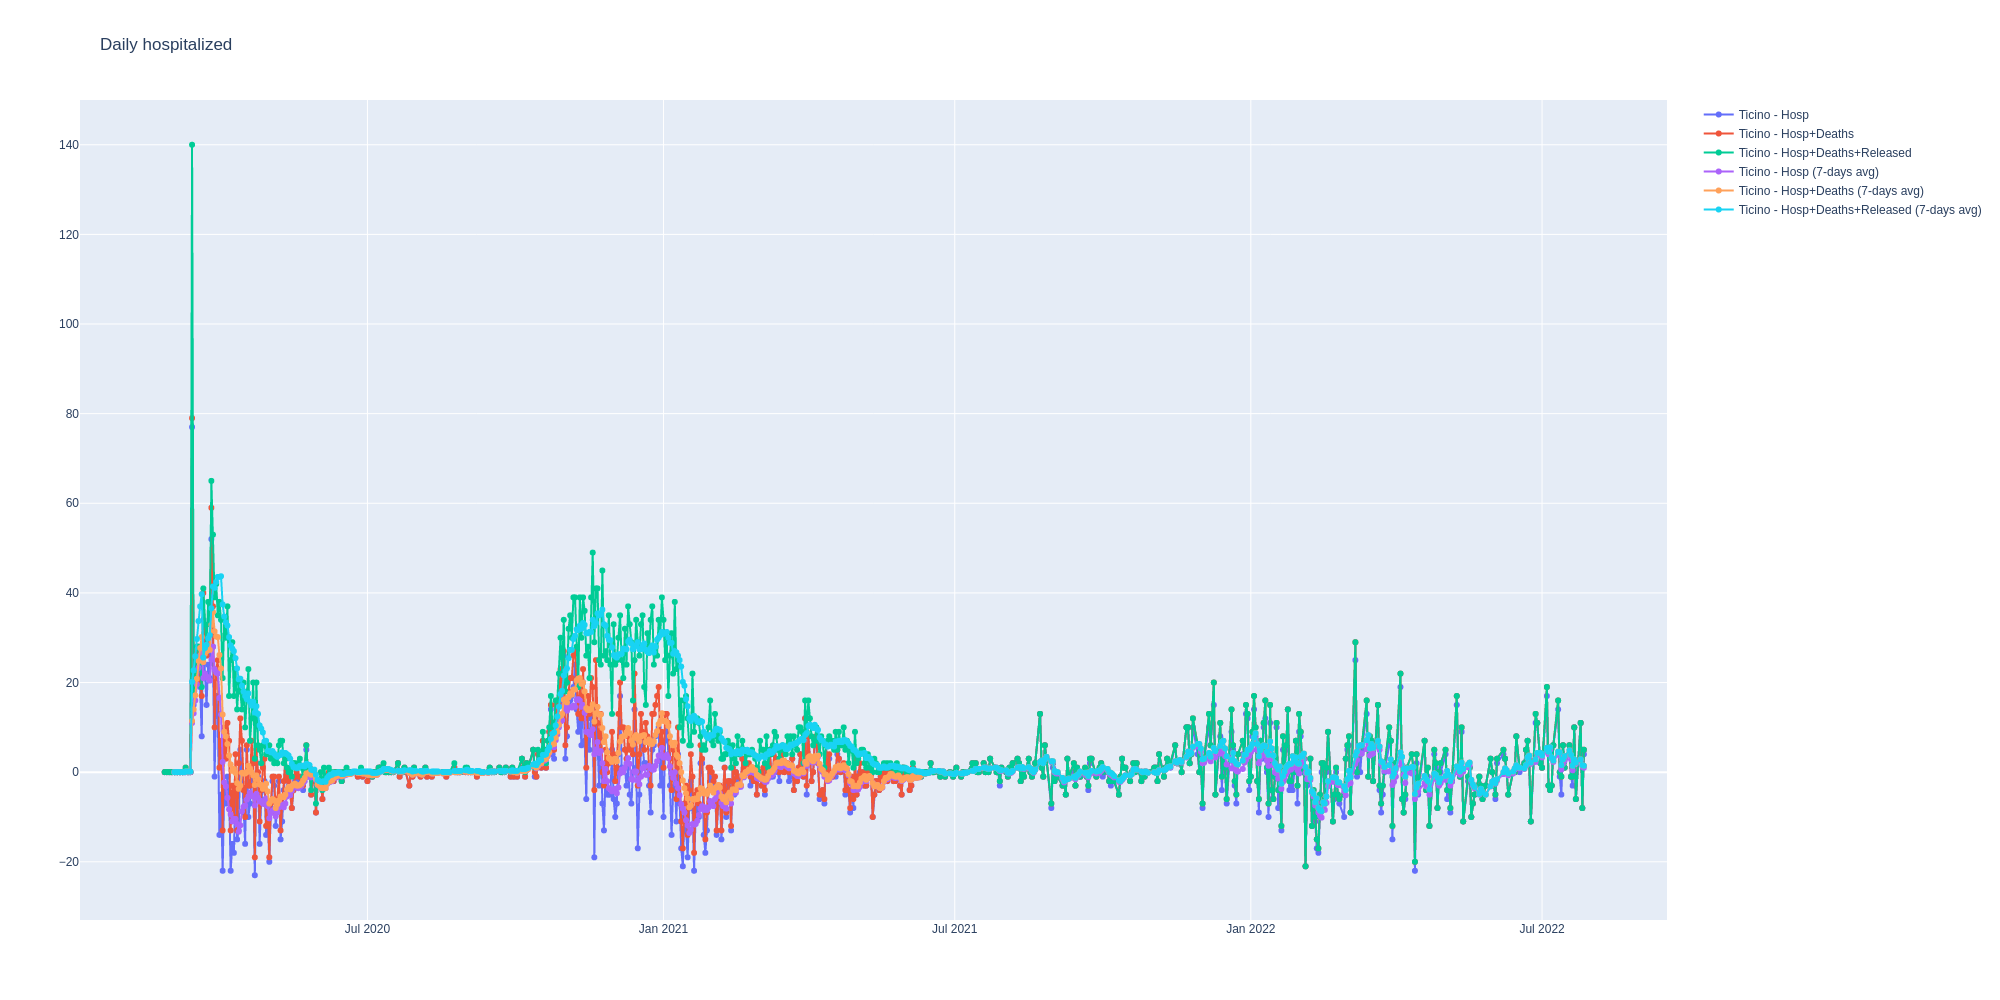 Daily hospitalized
140
120
100
80
60
40
20
0
−20
Jul 2020
Jan 2021
Jul 2021
Jan 2022
Jul 2022
Ticino - Hosp
Ticino - Hosp+Deaths
Ticino - Hosp+Deaths+Released
Ticino - Hosp (7-days avg)
Ticino - Hosp+Deaths (7-days avg)
Ticino - Hosp+Deaths+Released (7-days avg)